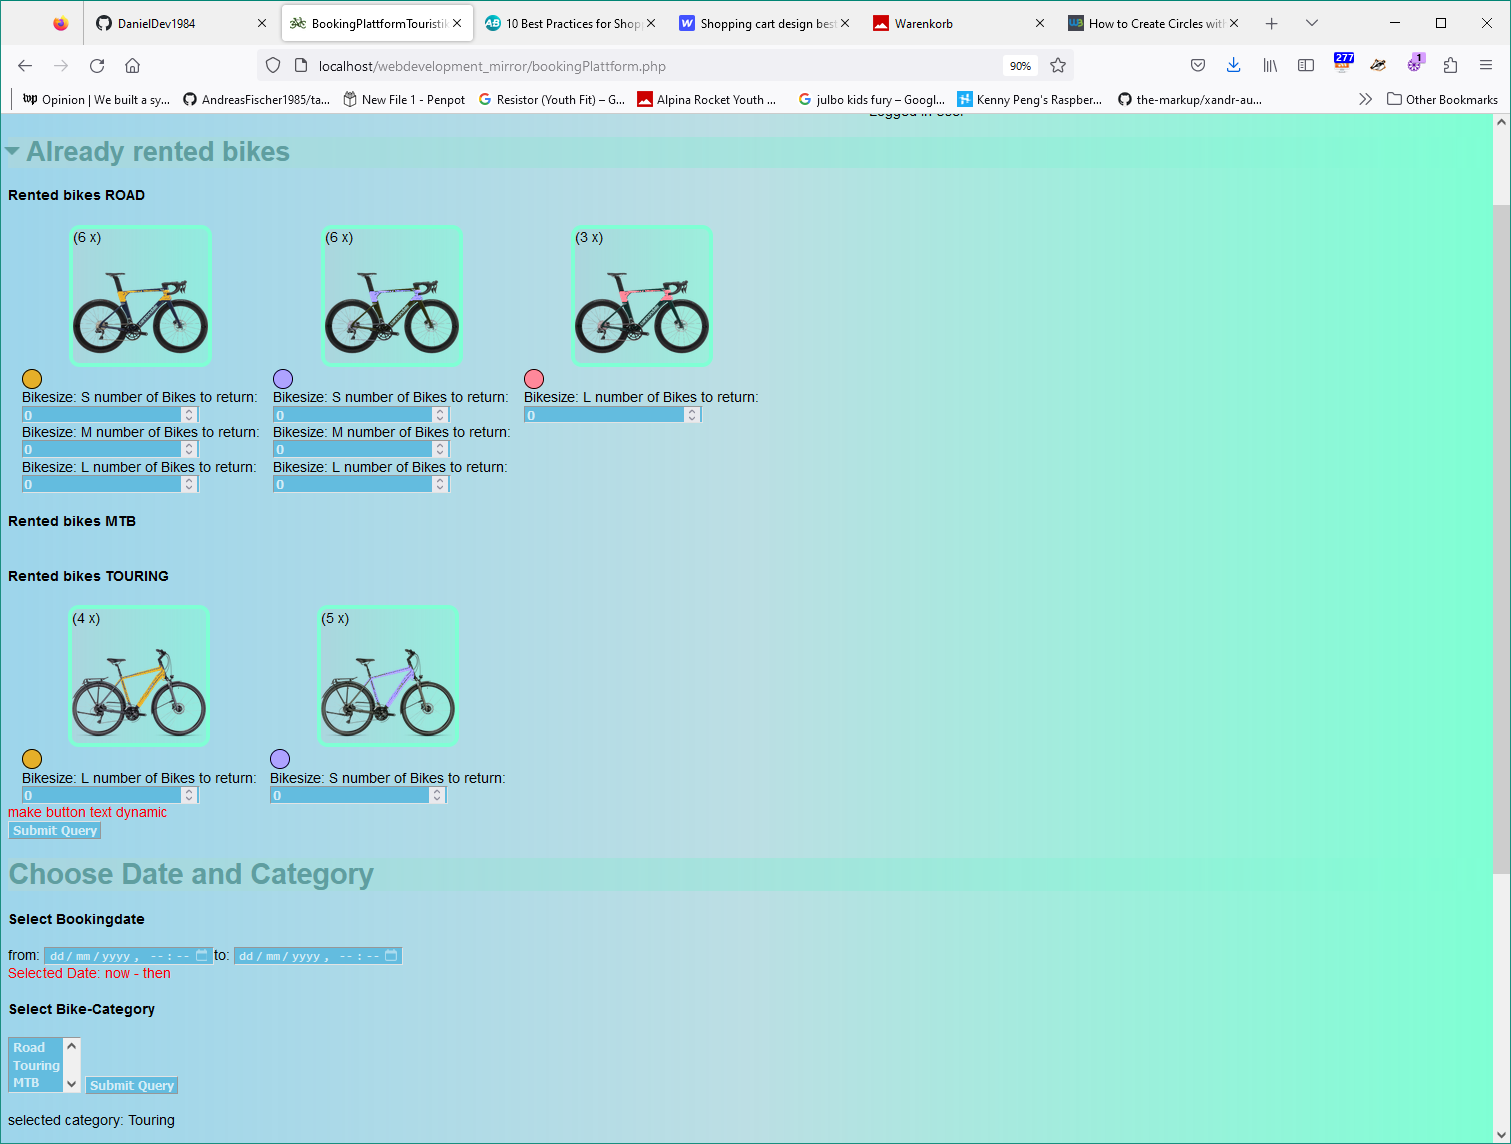 DanielDev1984
BookingPlattformTouristik
10 Best Practices for Shopp
Shopping cart design best
Warenkorb
How to Create Circles with
localhost/webdevelopment_mirror/bookingPlattform.php
90%
277
1
wp Opinion | We built a sy...
AndreasFischer1985/ta...
New File 1 - Penpot
Resistor (Youth Fit) – G...
Alpina Rocket Youth ...
julbo kids fury – Googl...
Kenny Peng's Raspber...
the-markup/xandr-au...
Other Bookmarks
Already rented bikes
Rented bikes ROAD
(6 x)
(6 x)
(3 x)
Bikesize: S number of Bikes to return:
Bikesize: S number of Bikes to return:
Bikesize: L number of Bikes to return:
0
0
0
Bikesize: M number of Bikes to return:
Bikesize: M number of Bikes to return:
0
0
Bikesize: L number of Bikes to return:
Bikesize: L number of Bikes to return:
0
0
Rented bikes MTB
Rented bikes TOURING
(4 x)
(5 x)
Bikesize: L number of Bikes to return:
Bikesize: S number of Bikes to return:
0
0
make button text dynamic
Submit Query
Choose Date and Category
Select Bookingdate
from: dd/mm/yyyy, --:-- to: dd/mm/yyyy, --:--
Selected Date: now - then
Select Bike-Category
Road
Touring
MTB
Submit Query
selected category: Touring